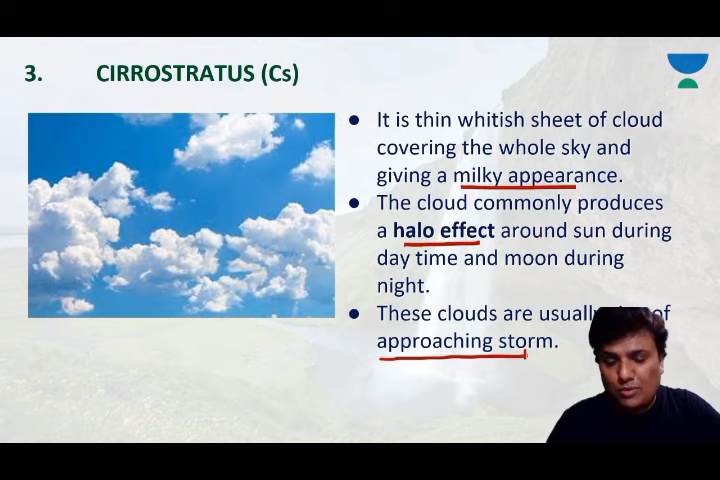 3. CIRROSTRATUS (Cs)
● It is thin whitish sheet of cloud
covering the whole sky and
giving a milky appearance.
● The cloud commonly produces
a halo effect around sun during
day time and moon during
night.
● These clouds are usually of
approaching storm.